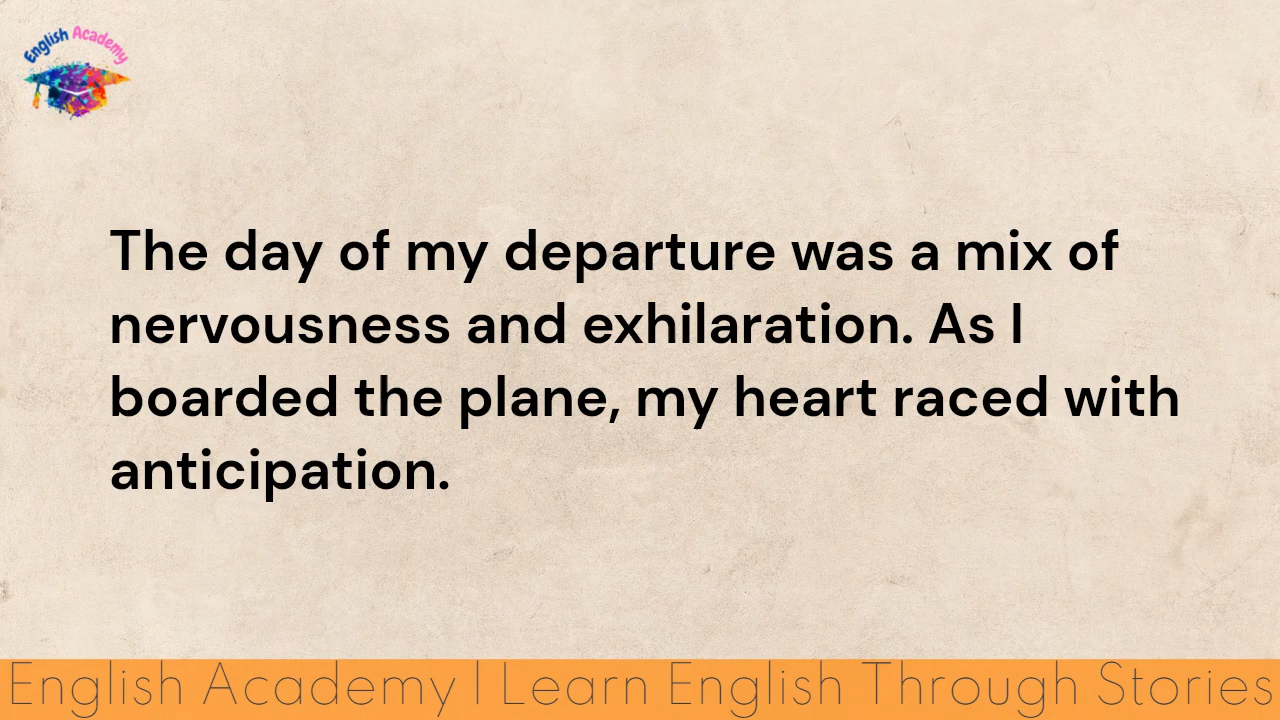 English Academy
The day of my departure was a mix of
nervousness and exhilaration. As I
boarded the plane, my heart raced with
anticipation.
English Academy | Learn English Through Stories